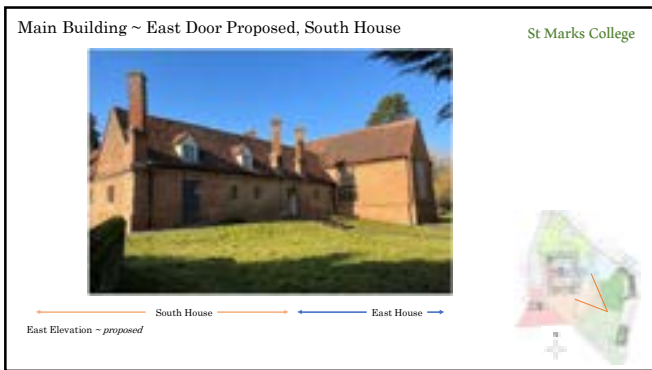 Main Building ~ East Door Proposed, South House
St Marks College
South House
East House
East Elevation ~ proposed